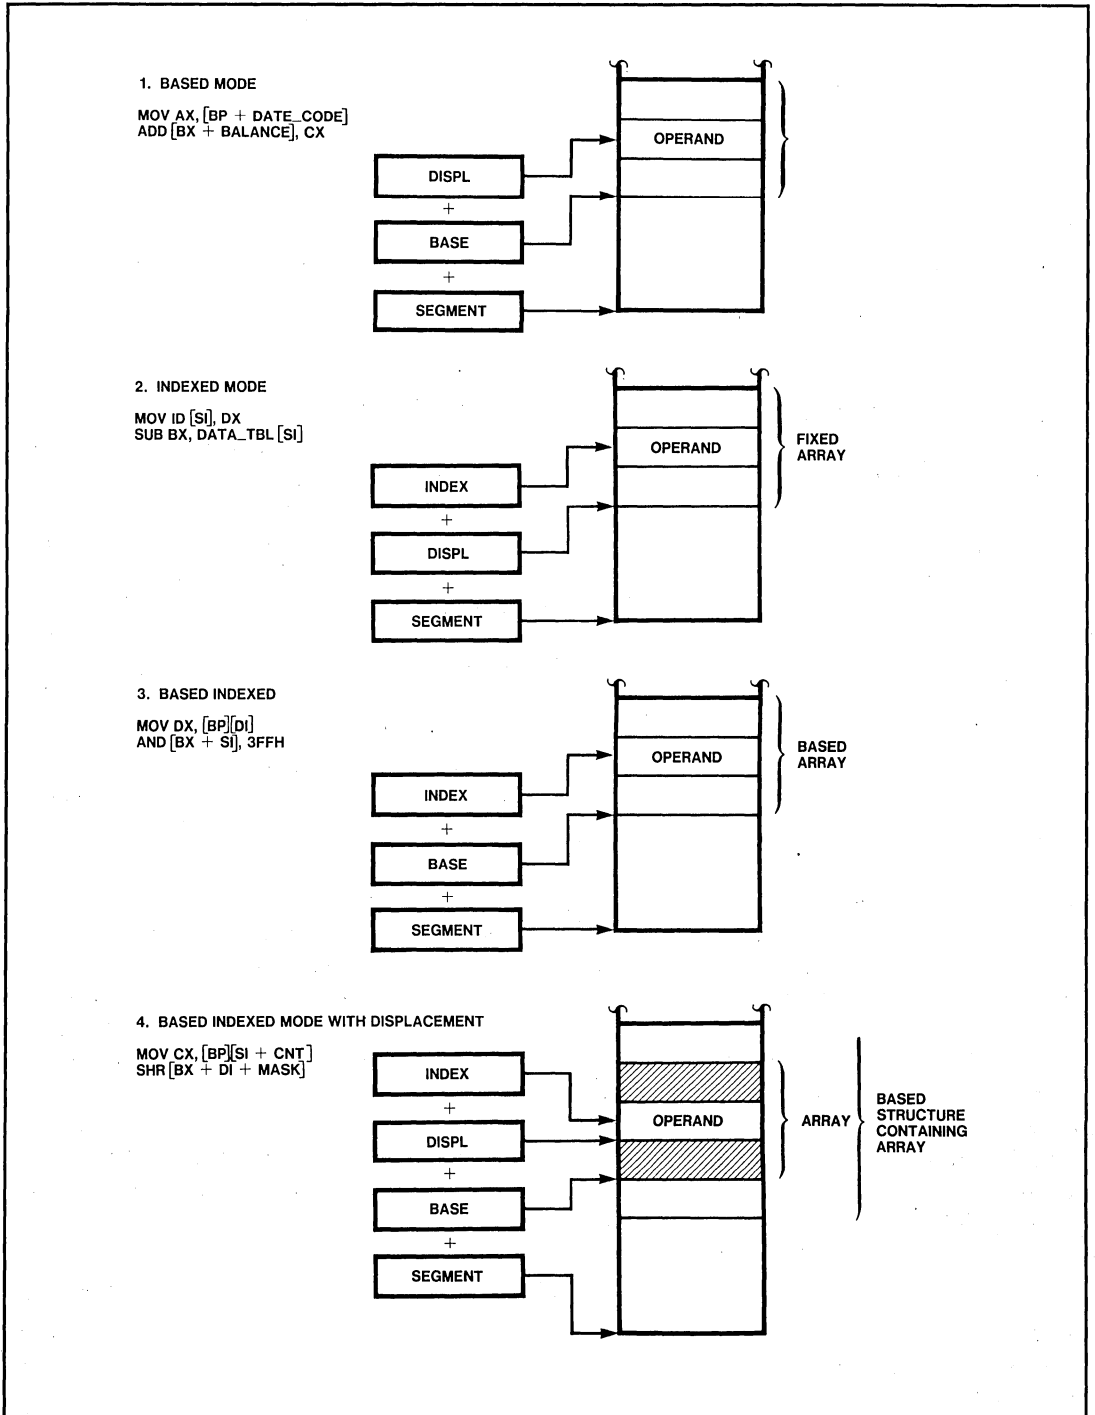 1. BASED MODE
MOV AX, [BP + DATE_CODE]
ADD [BX + BALANCE], CX
DISPL
+
BASE
+
SEGMENT
OPERAND
2. INDEXED MODE
MOV ID [SI], DX
SUB BX, DATA_TBL [SI]
INDEX
+
DISPL
+
SEGMENT
OPERAND
FIXED
ARRAY
3. BASED INDEXED
MOV DX, [BP][DI]
AND [BX + SI], 3FFH
INDEX
+
BASE
+
SEGMENT
OPERAND
BASED
ARRAY
4. BASED INDEXED MODE WITH DISPLACEMENT
MOV CX, [BP][SI + CNT]
SHR [BX + DI + MASK]
INDEX
+
DISPL
+
BASE
+
SEGMENT
OPERAND
ARRAY
BASED
STRUCTURE
CONTAINING
ARRAY